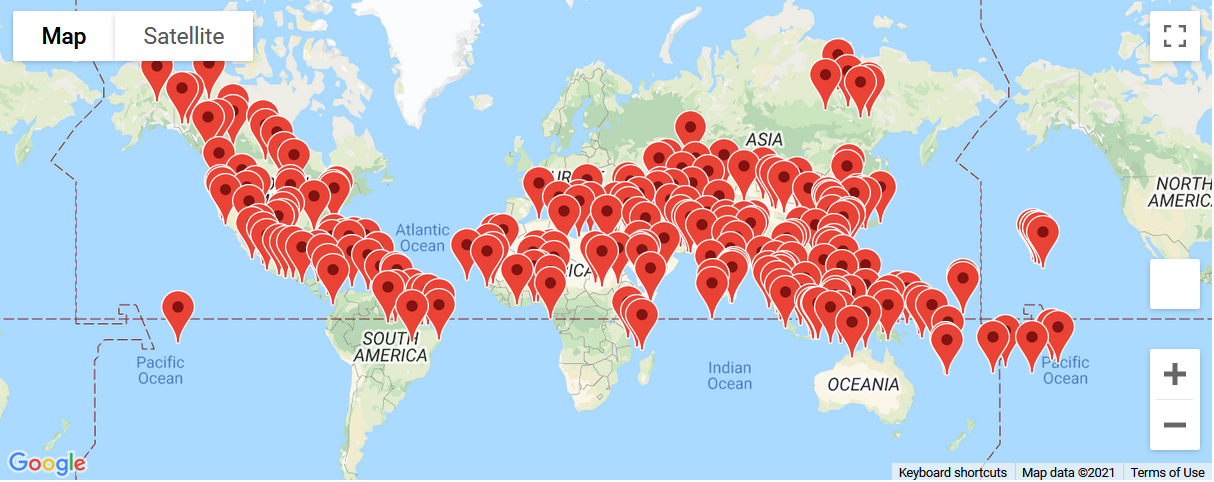 Map
Satellite
ASIA
NORTH
AMERICA
Atlantic
Ocean
SOUTH
AMERICA
Pacific
Ocean
Indian
Ocean
OCEANIA
Pacific
Ocean
Google
Keyboard shortcuts
Map data ©2021
Terms of Use